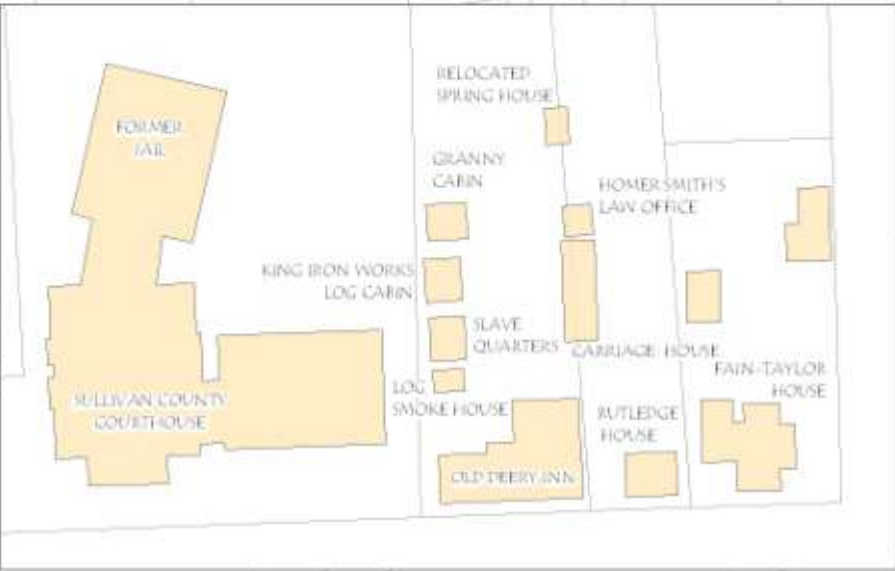 RELOCATED
SPRING HOUSE
FORMER
JAIL
GRANNY
CABIN
HOMER SMITH'S
LAW OFFICE
KING IRON WORKS
LOG CABIN
SLAVE
QUARTERS
CARRIAGE HOUSE
FAIN-TAYLOR
HOUSE
LOG
SMOKE HOUSE
SULLIVAN COUNTY
COURTHOUSE
RUTLEDGE
HOUSE
OLD DEERY INN